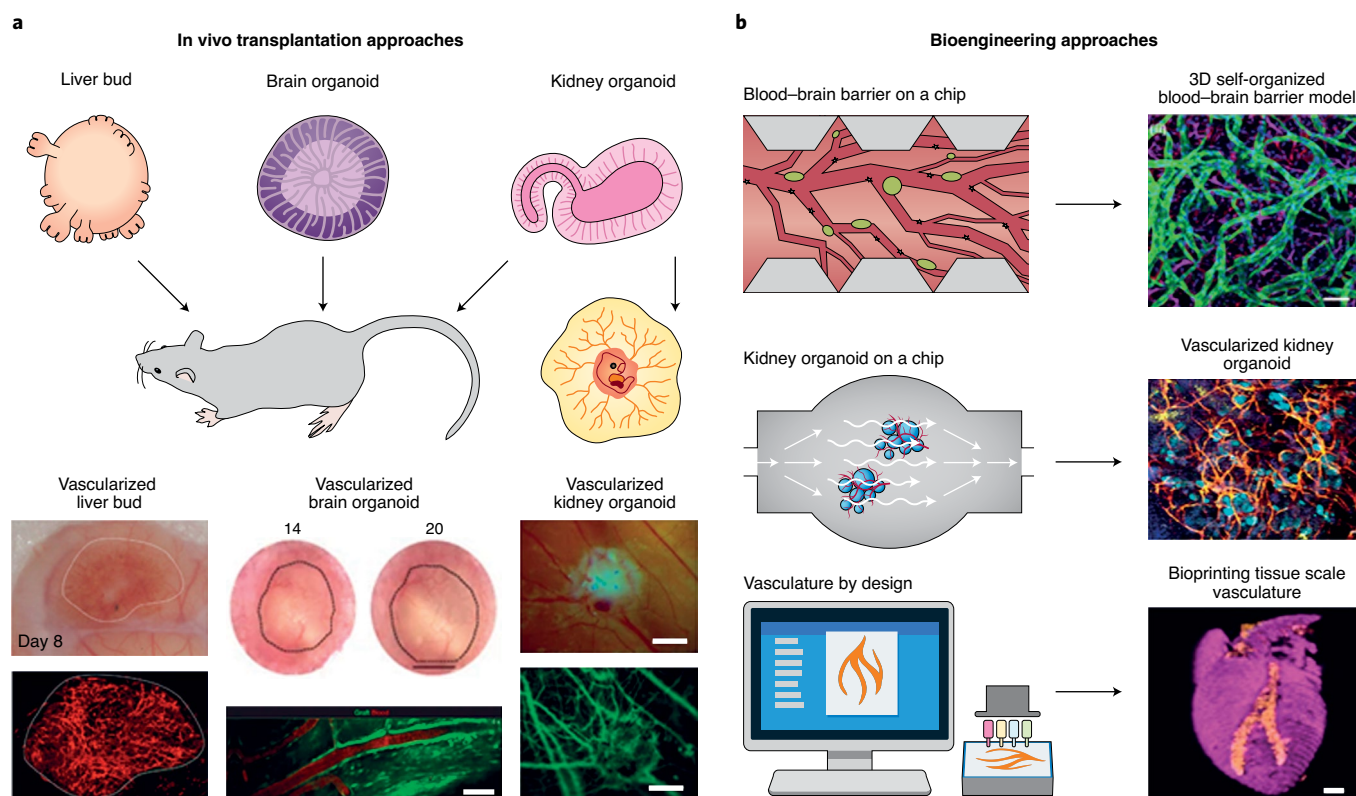 a
In vivo transplantation approaches
Liver bud
Brain organoid
Kidney organoid
Vascularized
liver bud
Day 8
Vascularized
brain organoid
14
20
Graft Blood
Vascularized
kidney organoid
b
Bioengineering approaches
Blood–brain barrier on a chip
3D self-organized
blood–brain barrier model
Kidney organoid on a chip
Vascularized kidney
organoid
Vasculature by design
Bioprinting tissue scale
vasculature